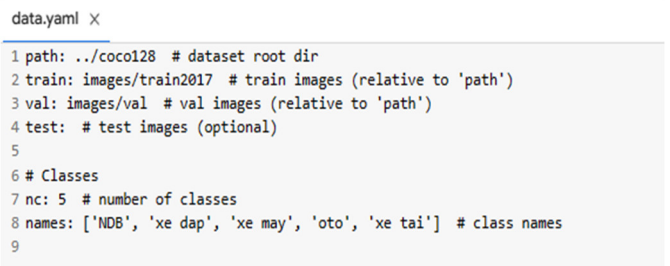 data.yaml ×
1 path: ../coco128  # dataset root dir
2 train: images/train2017  # train images (relative to 'path')
3 val: images/val  # val images (relative to 'path')
4 test:  # test images (optional)
5
6 # Classes
7 nc: 5  # number of classes
8 names: ['NDB', 'xe dap', 'xe may', 'oto', 'xe tai']  # class names
9